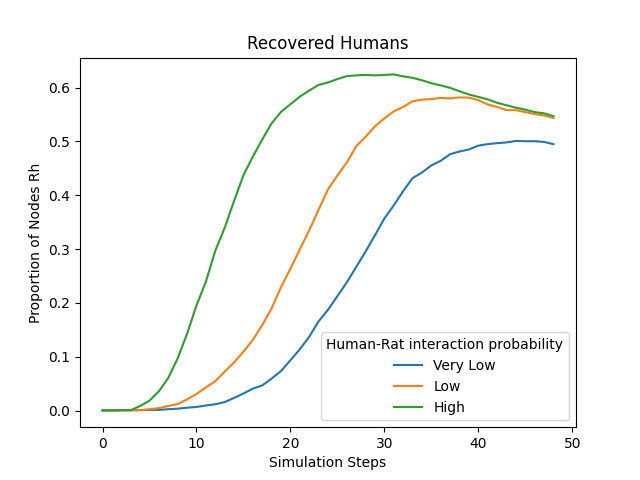 Recovered Humans
Proportion of Nodes Rh
0.6
0.5
0.4
0.3
0.2
0.1
0.0
Human-Rat interaction probability
Very Low
Low
High
0 10 20 30 40 50
Simulation Steps